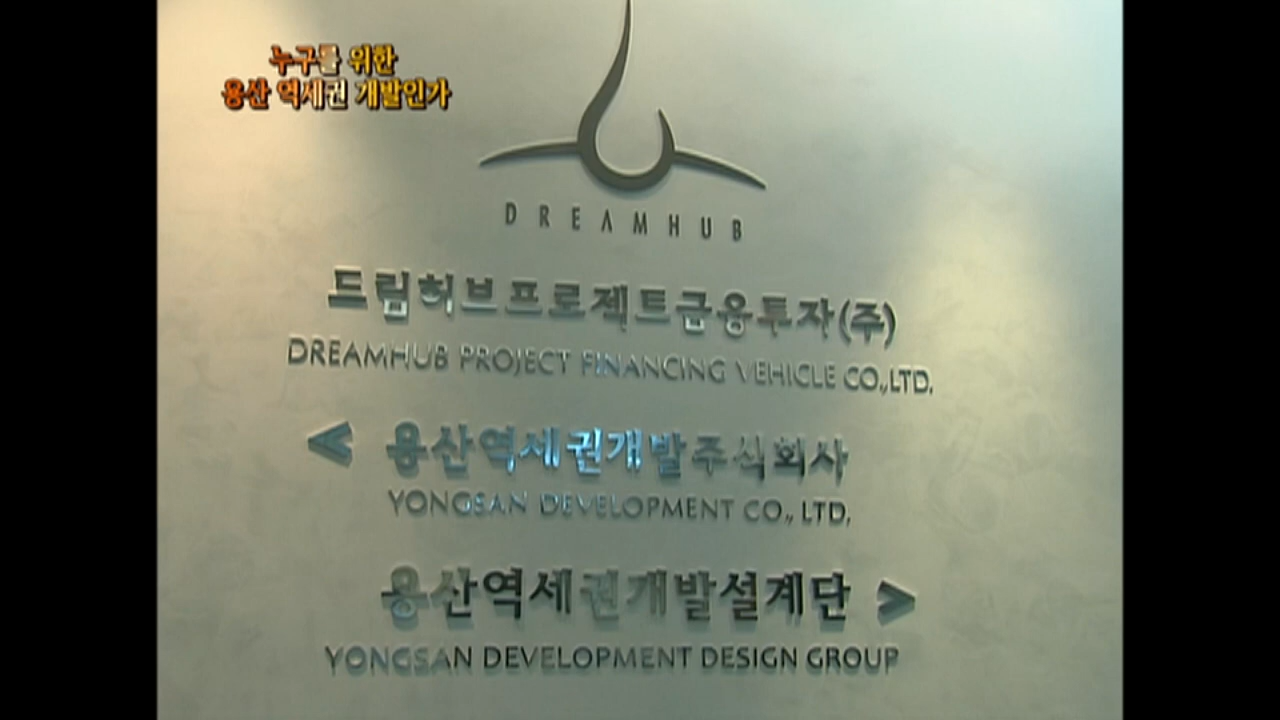 누구를 위한
용산 역세권 개발인가
DREAMHUB
드림허브프로젝트금융투자(주)
DREAMHUB PROJECT FINANCING VEHICLE CO.,LTD.
< 용산역세권개발주식회사
YONGSAN DEVELOPMENT CO., LTD.
용산역세권개발설계단 >
YONGSAN DEVELOPMENT DESIGN GROUP